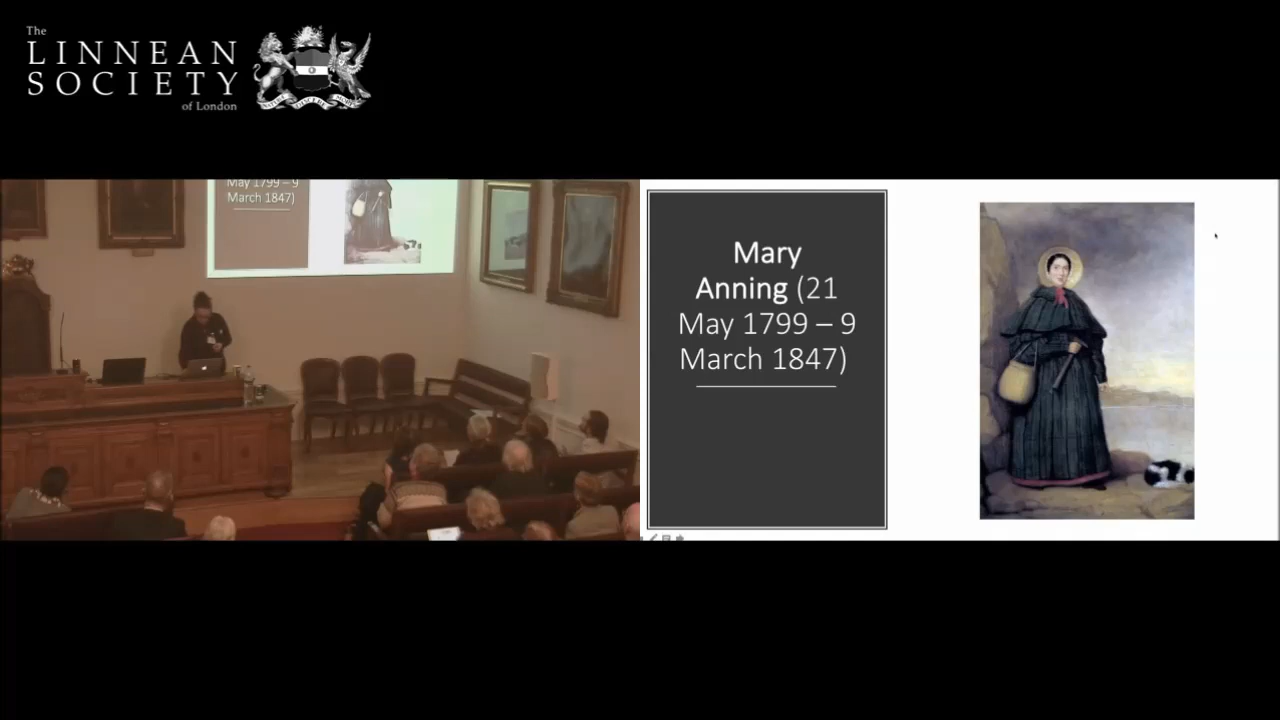 The
LINNEAN
SOCIETY
of London
May 1799 – 9
March 1847)
Mary
Anning (21
May 1799 – 9
March 1847)